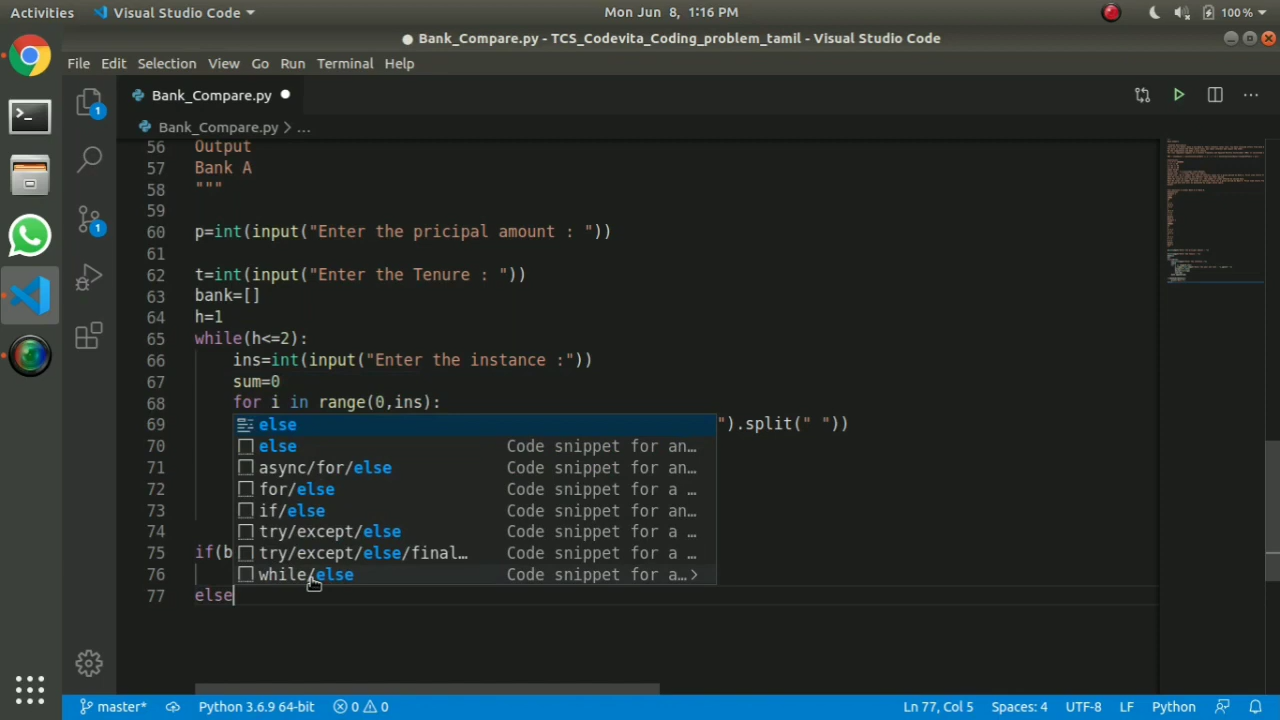 Activities
Visual Studio Code
Mon Jun 8, 1:16 PM
100%
● Bank_Compare.py - TCS_Codevita_Coding_problem_tamil - Visual Studio Code
File Edit Selection View Go Run Terminal Help
1
1
Bank_Compare.py ●
Bank_Compare.py > ...
56 Output
57 Bank A
58 """
59
60 p=int(input("Enter the pricipal amount : "))
61
62 t=int(input("Enter the Tenure : "))
63 bank=[]
64 h=1
65 while(h<=2):
66 ins=int(input("Enter the instance :"))
67 sum=0
68 for i in range(0,ins):
69 ").split(" "))
70
71
72
73
74
75 if(b
76
77 else
else
else Code snippet for an…
async/for/else Code snippet for an…
for/else Code snippet for a …
if/else Code snippet for an…
try/except/else Code snippet for a …
try/except/else/final… Code snippet for a …
while/else Code snippet for a… >
master* Python 3.6.9 64-bit 0 0 Ln 77, Col 5 Spaces: 4 UTF-8 LF Python